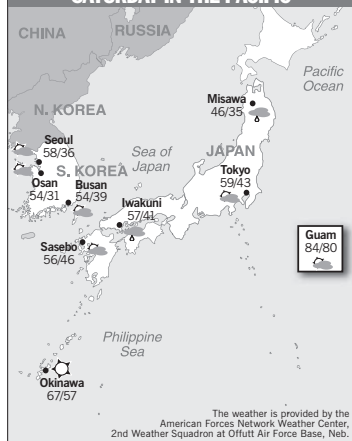 SATURDAY IN THE PACIFIC
CHINA
RUSSIA
Pacific
Ocean
N. KOREA
Misawa
46/35
Seoul
58/36
S. KOREA
Sea of
Japan
JAPAN
Osan
54/31
Busan
54/39
Tokyo
59/43
Iwakuni
57/41
Sasebo
56/46
Guam
84/80
Philippine
Sea
Okinawa
67/57
The weather is provided by the
American Forces Network Weather Center,
2nd Weather Squadron at Offutt Air Force Base, Neb.